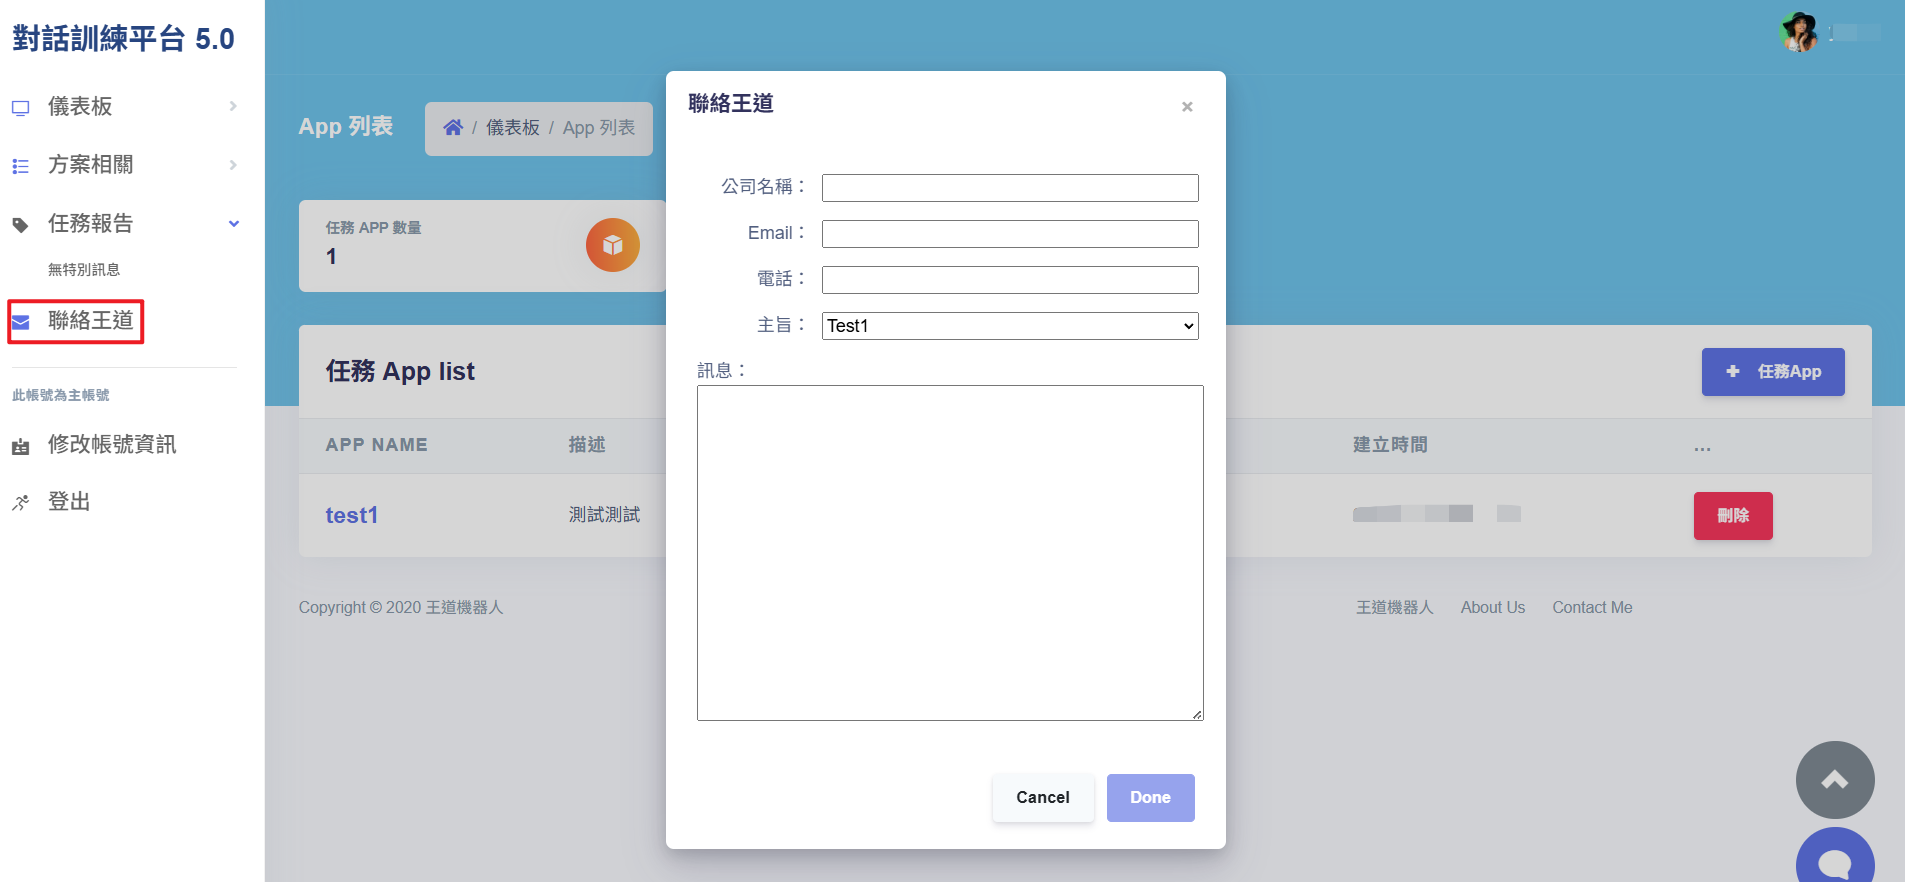 對話訓練平台 5.0
儀表板
方案相關
任務報告
無特別訊息
聯絡王道
此帳號為主帳號
修改帳號資訊
登出
App 列表
/ 儀表板 / App 列表
任務 APP 數量
1
任務 App list
任務App
APP NAME 描述 建立時間 ...
test1 測試測試 刪除
Copyright © 2020 王道機器人
王道機器人 About Us Contact Me
聯絡王道
×
公司名稱：
Email：
電話：
主旨： Test1
訊息：
Cancel Done